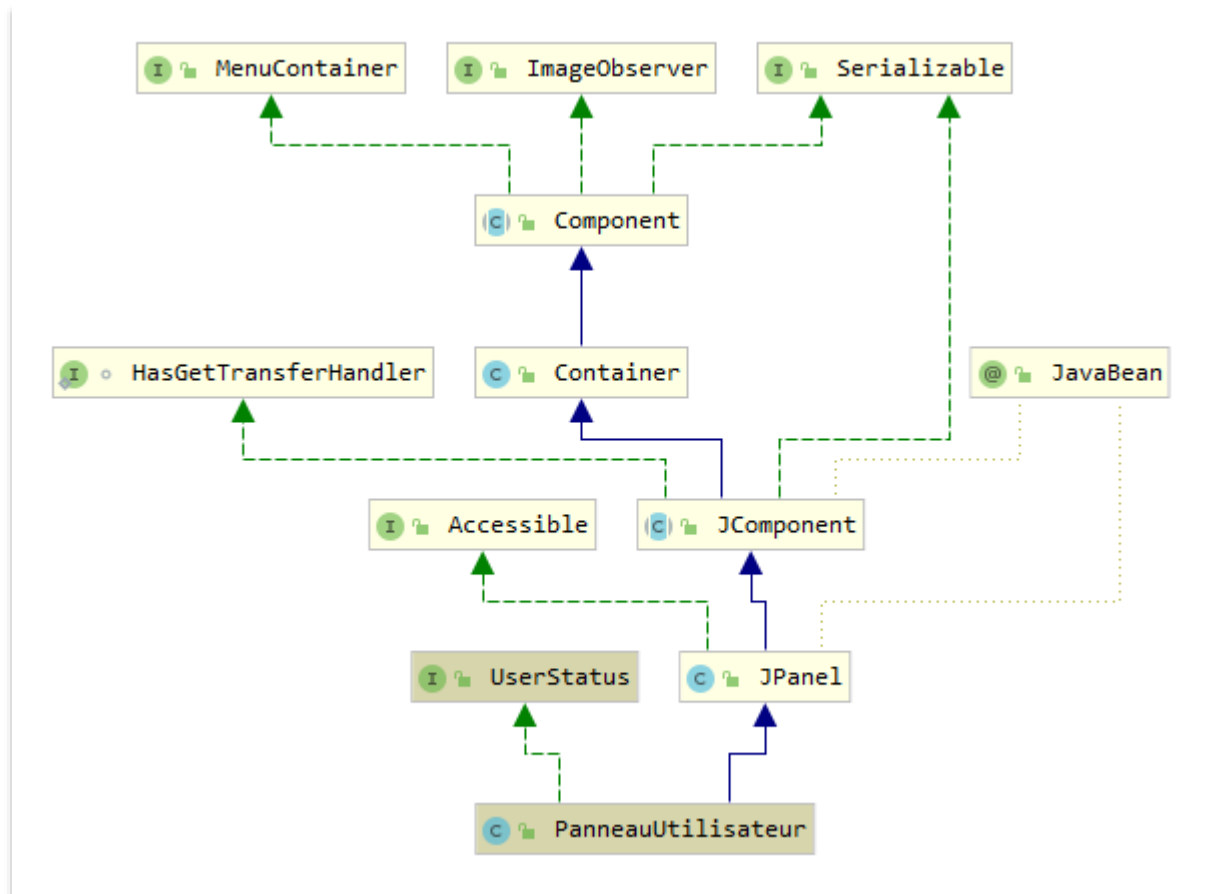 I MenuContainer
I ImageObserver
I Serializable
C Component
I HasGetTransferHandler
C Container
@ JavaBean
I Accessible
C JComponent
I UserStatus
C JPanel
C PanneauUtilisateur